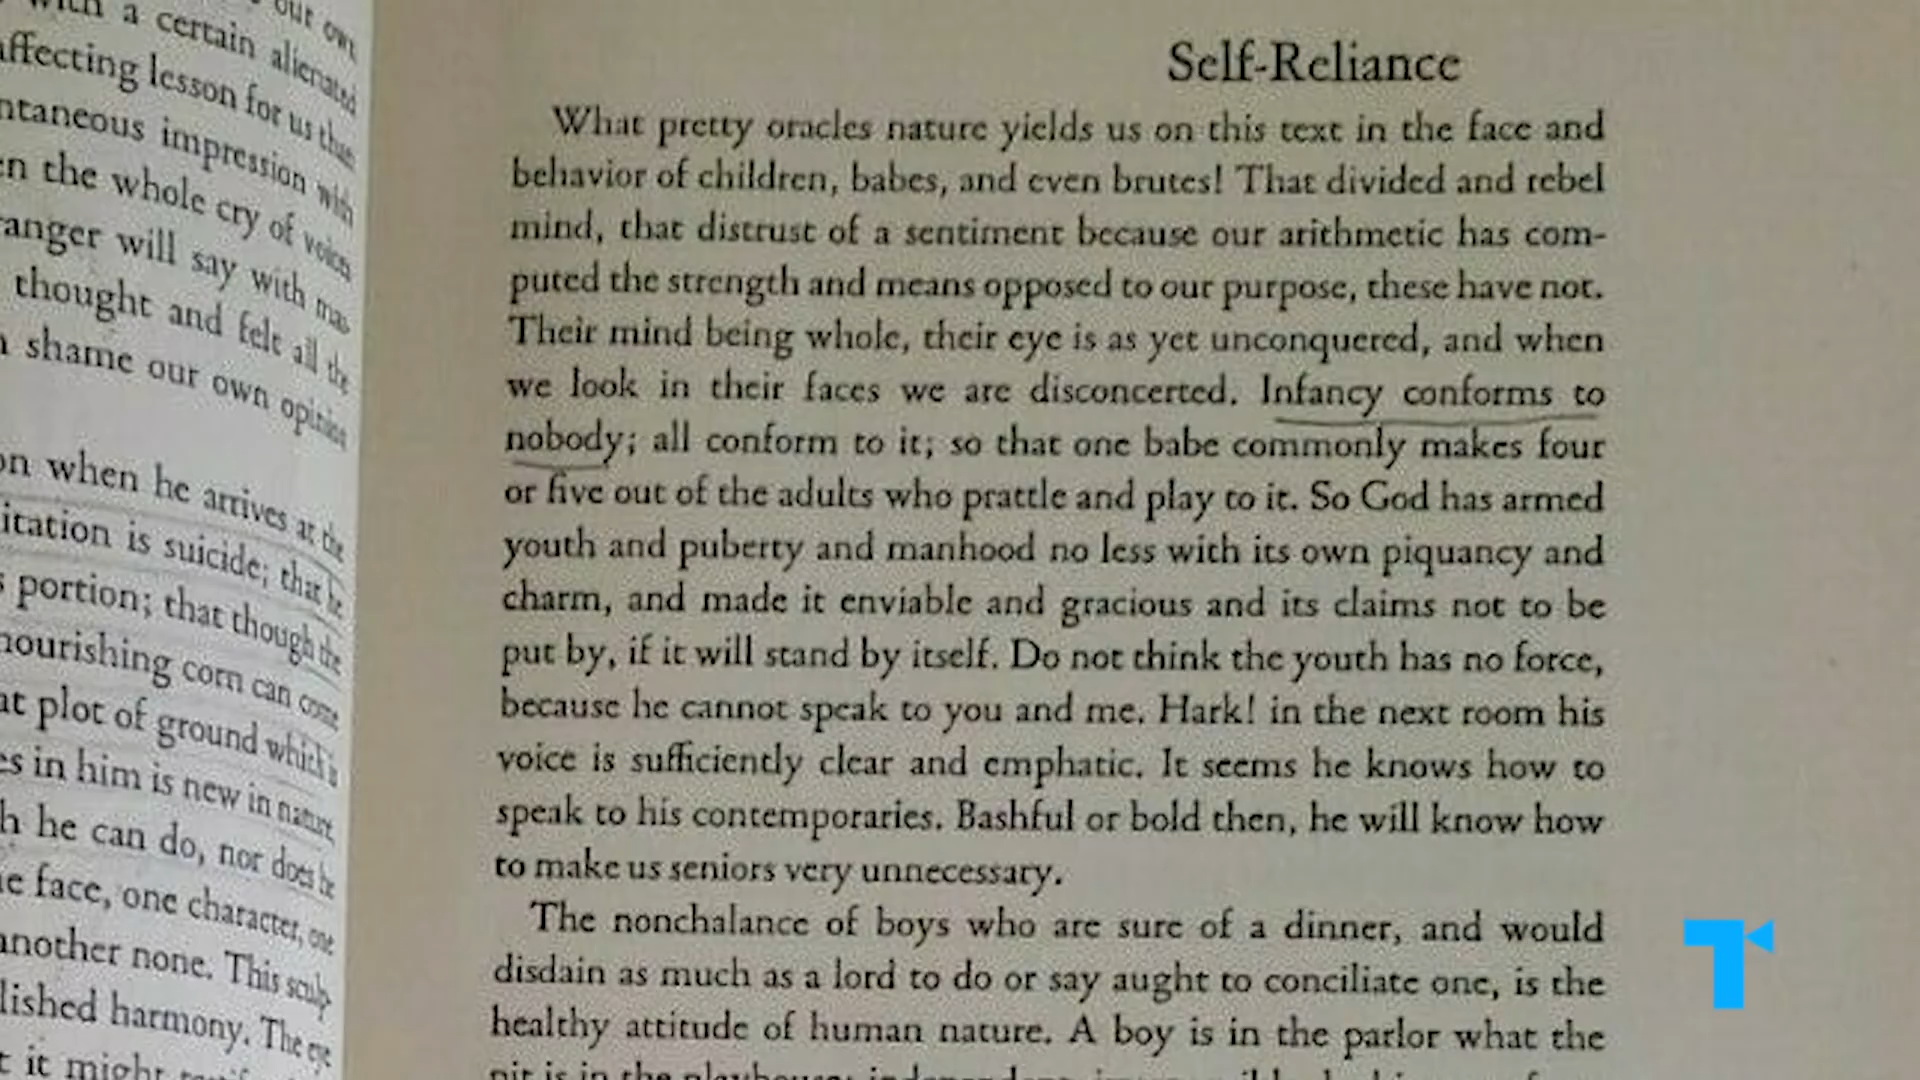 our own
with a certain alienated
affecting lesson for us than
ntaneous impression with
en the whole cry of voices
ranger will say with mas-
thought and felt all the
shame our own opinion
on when he arrives at the
itation is suicide; that he
s portion; that though the
nourishing corn can come
at plot of ground which is
es in him is new in nature,
h he can do, nor does he
ne face, one character, one
another none. This sculp-
lished harmony. The eye
t it might
Self-Reliance
What pretty oracles nature yields us on this text in the face and
behavior of children, babes, and even brutes! That divided and rebel
mind, that distrust of a sentiment because our arithmetic has com-
puted the strength and means opposed to our purpose, these have not.
Their mind being whole, their eye is as yet unconquered, and when
we look in their faces we are disconcerted. Infancy conforms to
nobody; all conform to it; so that one babe commonly makes four
or five out of the adults who prattle and play to it. So God has armed
youth and puberty and manhood no less with its own piquancy and
charm, and made it enviable and gracious and its claims not to be
put by, if it will stand by itself. Do not think the youth has no force,
because he cannot speak to you and me. Hark! in the next room his
voice is sufficiently clear and emphatic. It seems he knows how to
speak to his contemporaries. Bashful or bold then, he will know how
to make us seniors very unnecessary.
The nonchalance of boys who are sure of a dinner, and would
disdain as much as a lord to do or say aught to conciliate one, is the
healthy attitude of human nature. A boy is in the parlor what the
pit is in the playhouse;